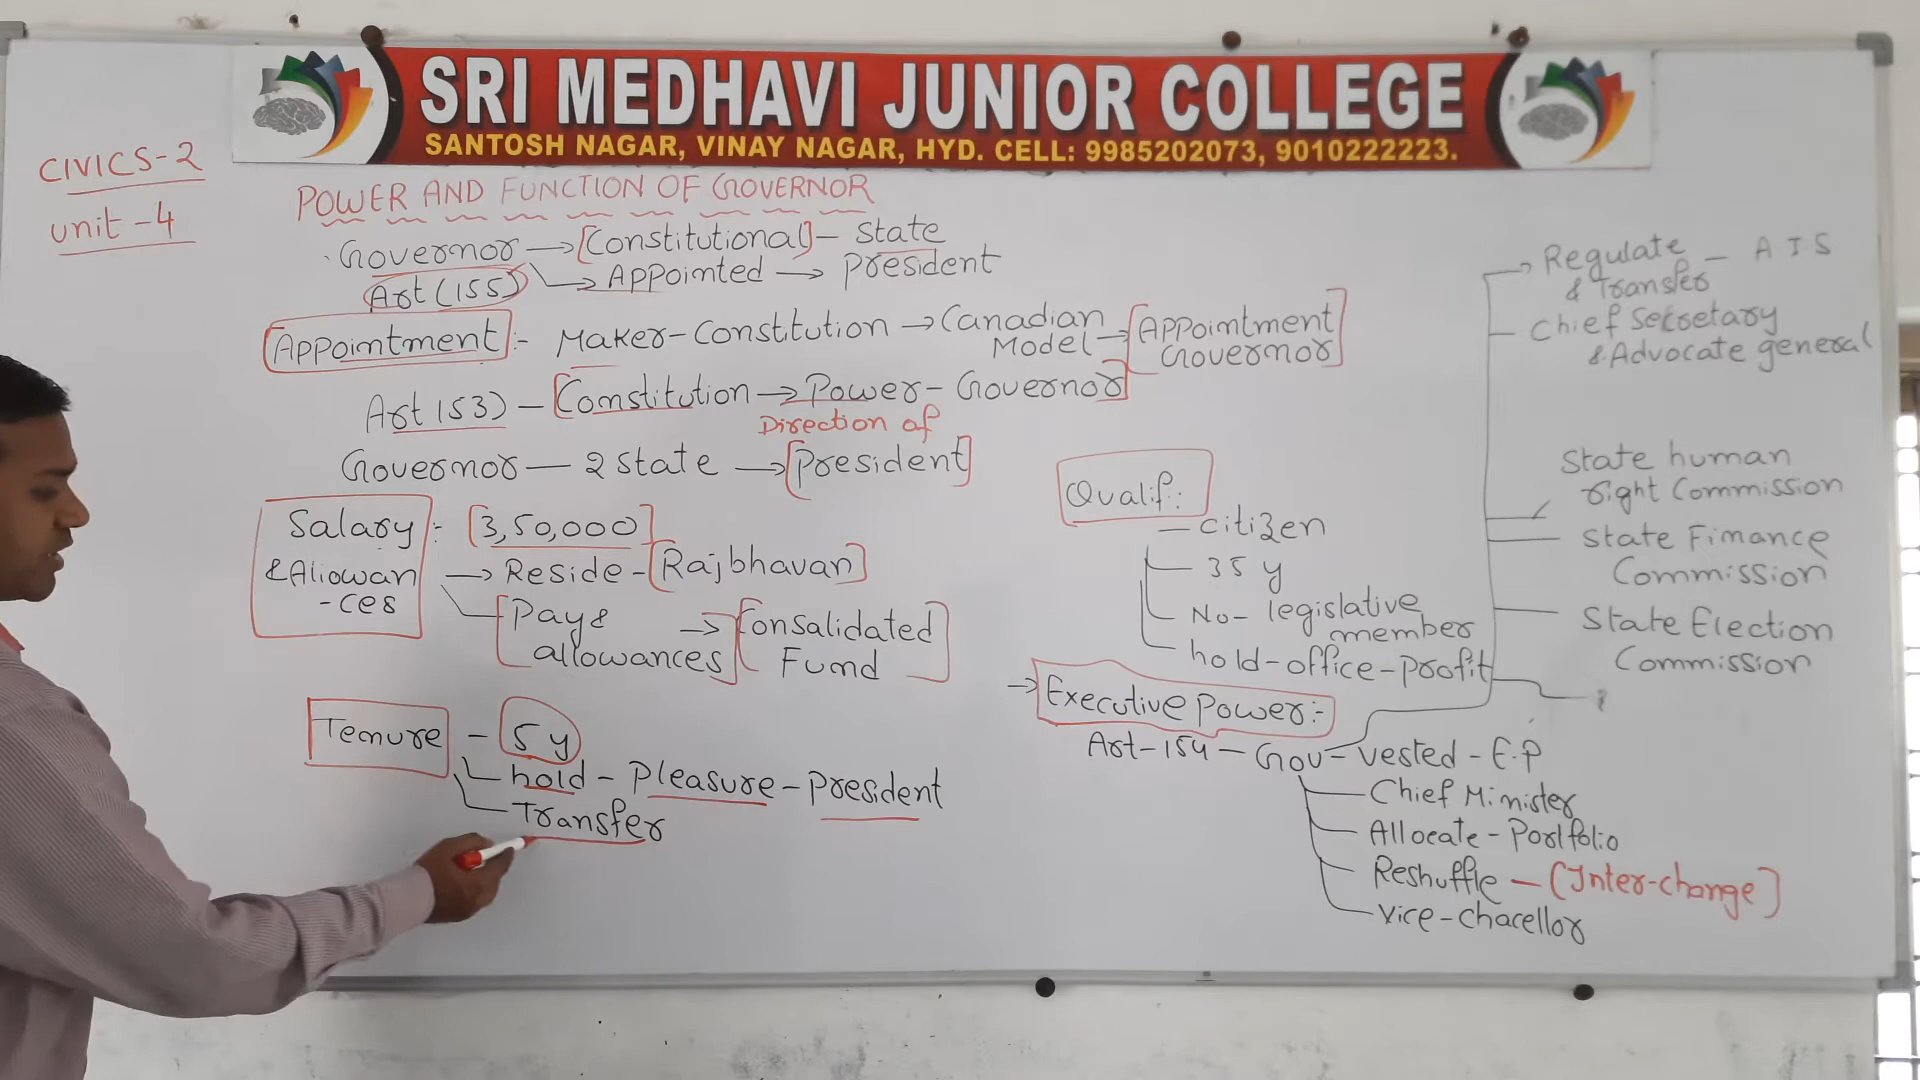 SRI MEDHAVI JUNIOR COLLEGE
SANTOSH NAGAR, VINAY NAGAR, HYD. CELL: 9985202073, 9010222223.
CIVICS-2
unit-4
POWER AND FUNCTION OF GOVERNOR
Governor → [Constitutional] - State
Art (155) → Appointed → President
Appointment :- Maker-Constitution → Canadian Model → [Appointment Governor]
Art 153) - [Constitution → Power - Governor]
Direction of
Governor — 2 state → [President]
Salary & Allowan-ces :- [3,50,000]
→ Reside - [Rajbhavan]
[Pay & allowances] → [Consalidated Fund]
Tenure - 5 y
hold - Pleasure - President
Transfer
Qualif:
- citizen
- 35 y
No - legislative member
hold - office - profit
→ Executive Power:-
Art - 154 - Gov - vested - E.P
Chief Minister
Allocate - Portfolio
Reshuffle - [Inter-change]
Vice - chacellor
→ Regulate & Transfer - AIS
- Chief Secretary & Advocate general
State human right Commission
State Finance Commission
State Election Commission